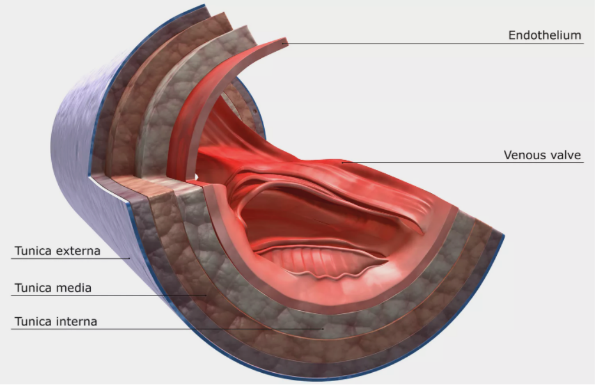 Endothelium
Venous valve
Tunica externa
Tunica media
Tunica interna